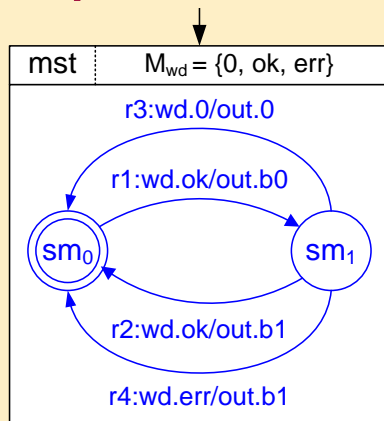 mst M_wd = {0, ok, err}
r3:wd.0/out.0
r1:wd.ok/out.b0
sm₀ sm₁
r2:wd.ok/out.b1
r4:wd.err/out.b1